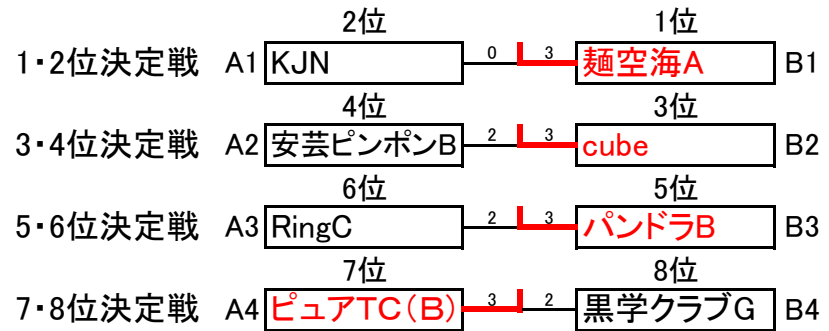 2位 1位
1・2位決定戦 A1 KJN 0 3 麺空海A B1
4位 3位
3・4位決定戦 A2 安芸ピンポンB 2 3 cube B2
6位 5位
5・6位決定戦 A3 RingC 2 3 パンドラB B3
7位 8位
7・8位決定戦 A4 ピュアTC(B) 3 2 黒学クラブG B4